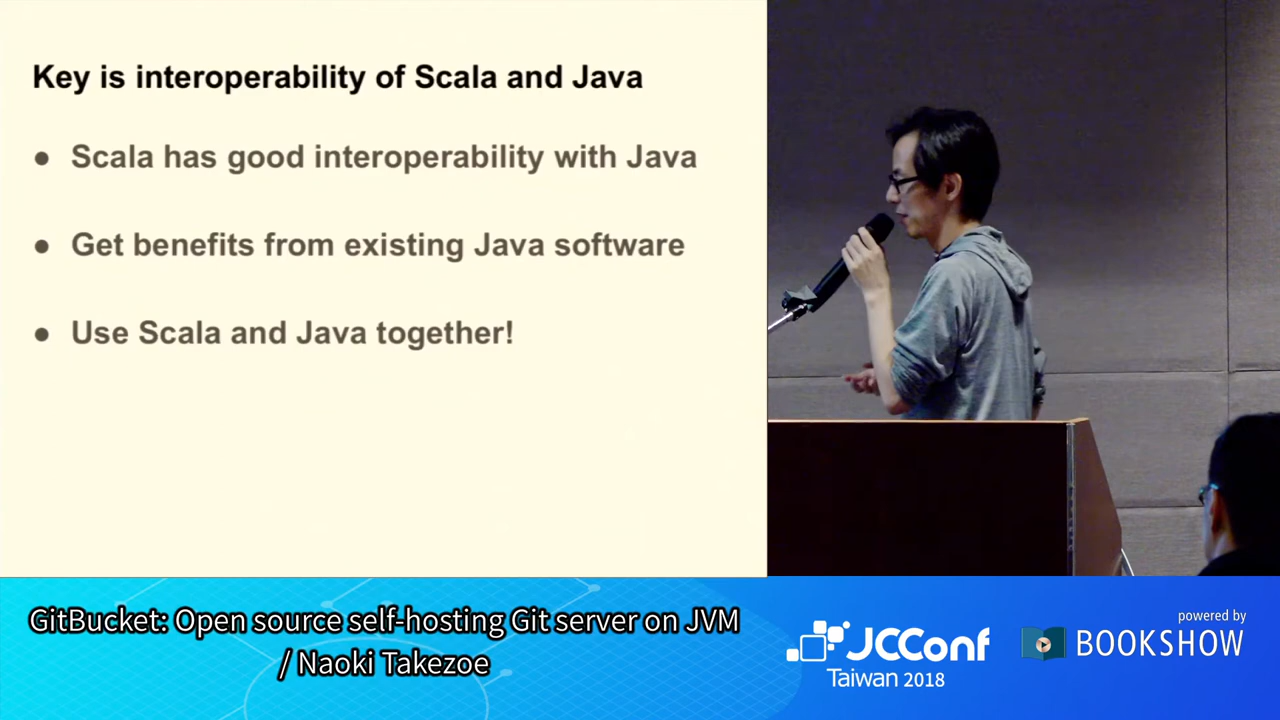 Key is interoperability of Scala and Java
● Scala has good interoperability with Java
● Get benefits from existing Java software
● Use Scala and Java together!
GitBucket: Open source self-hosting Git server on JVM
/ Naoki Takezoe
JCConf
Taiwan 2018
powered by
BOOKSHOW